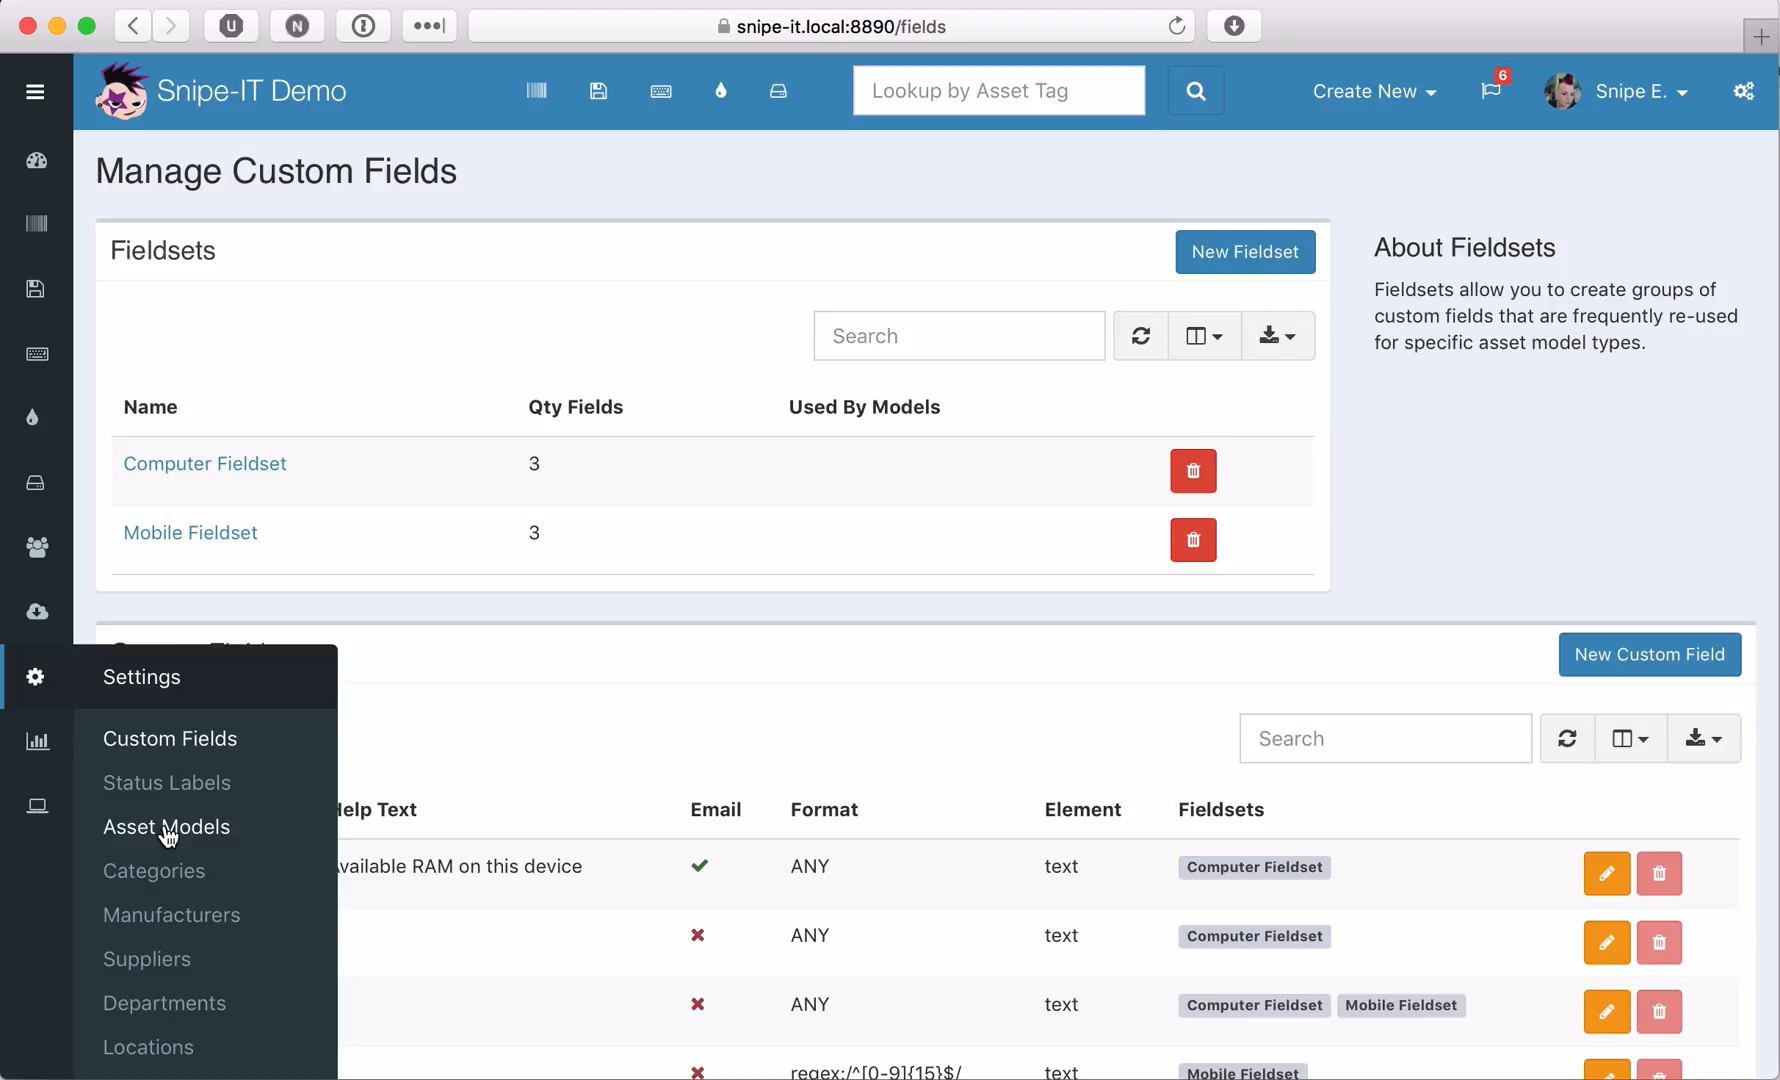 snipe-it.local:8890/fields
Snipe-IT Demo
Lookup by Asset Tag
Create New
6
Snipe E.
Manage Custom Fields
Fieldsets
New Fieldset
Search
Name Qty Fields Used By Models
Computer Fieldset 3
Mobile Fieldset 3
About Fieldsets
Fieldsets allow you to create groups of
custom fields that are frequently re-used
for specific asset model types.
New Custom Field
Search
Settings
Custom Fields
Status Labels
Asset Models
Categories
Manufacturers
Suppliers
Departments
Locations
Help Text Email Format Element Fieldsets
Available RAM on this device ANY text Computer Fieldset
ANY text Computer Fieldset
ANY text Computer Fieldset Mobile Fieldset
regex:/^[0-9]{15}$/ text Mobile Fieldset